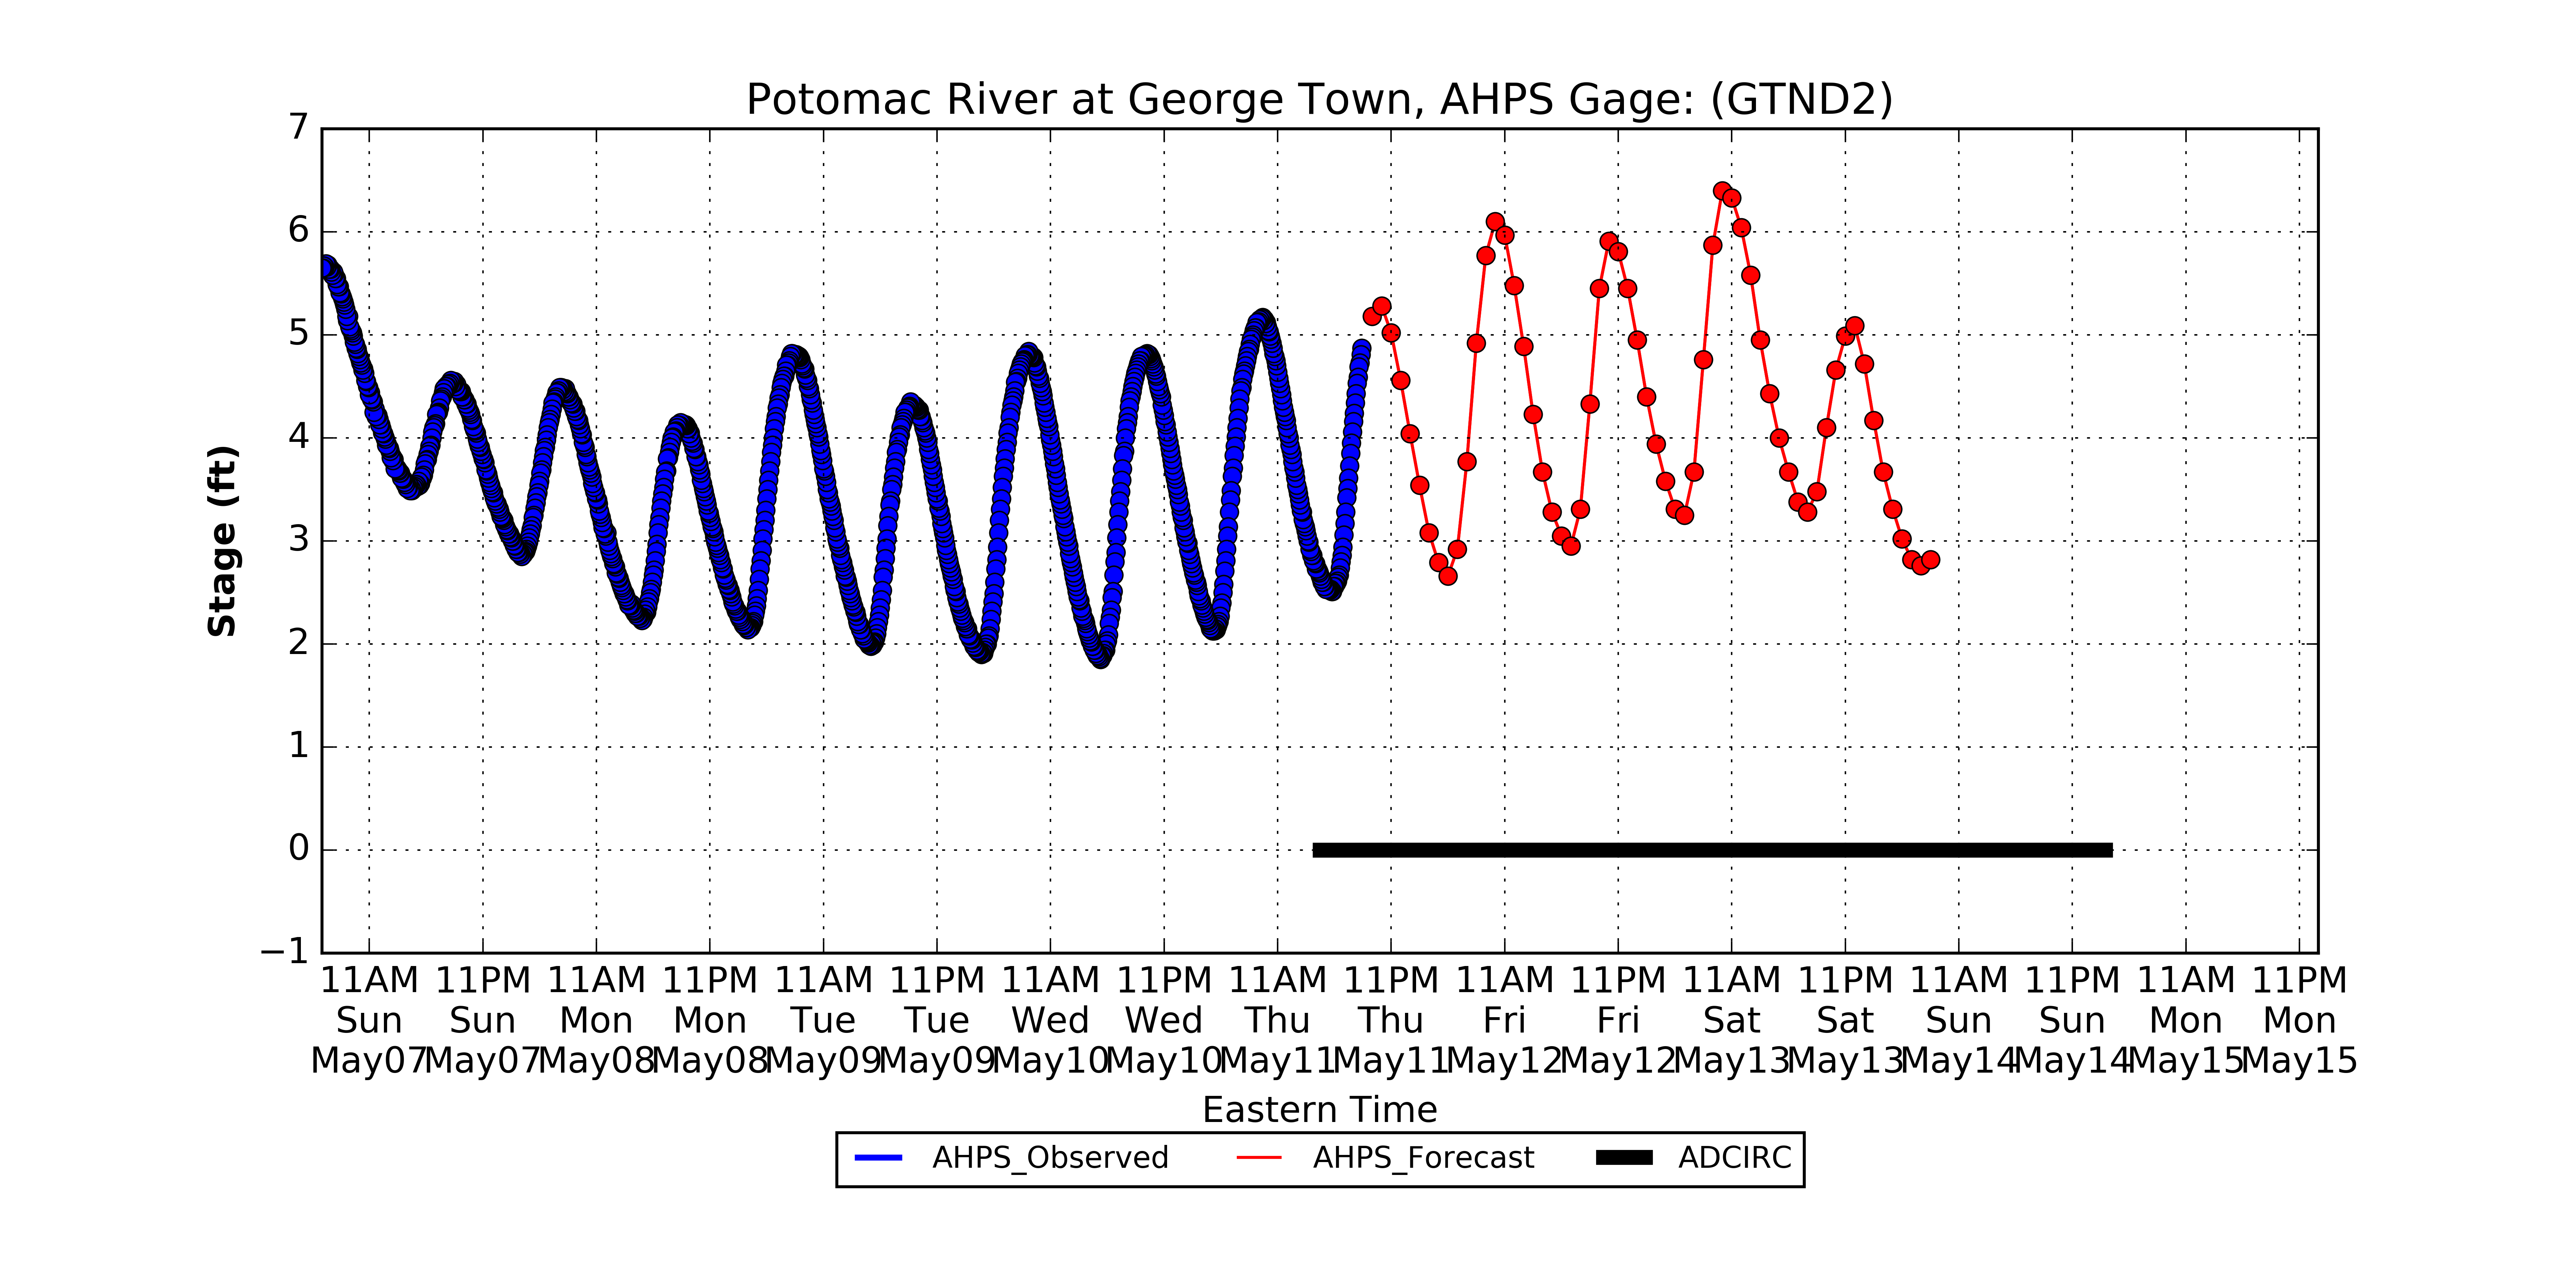 Potomac River at George Town, AHPS Gage: (GTND2)
7
6
5
4
3
2
1
0
−1
Stage (ft)
11AM 11PM 11AM 11PM 11AM 11PM 11AM 11PM 11AM 11PM 11AM 11PM 11AM 11PM 11AM 11PM 11AM 11PM
Sun Sun Mon Mon Tue Tue Wed Wed Thu Thu Fri Fri Sat Sat Sun Sun Mon Mon
May07 May07 May08 May08 May09 May09 May10 May10 May11 May11 May12 May12 May13 May13 May14 May14 May15 May15
Eastern Time
AHPS_Observed AHPS_Forecast ADCIRC